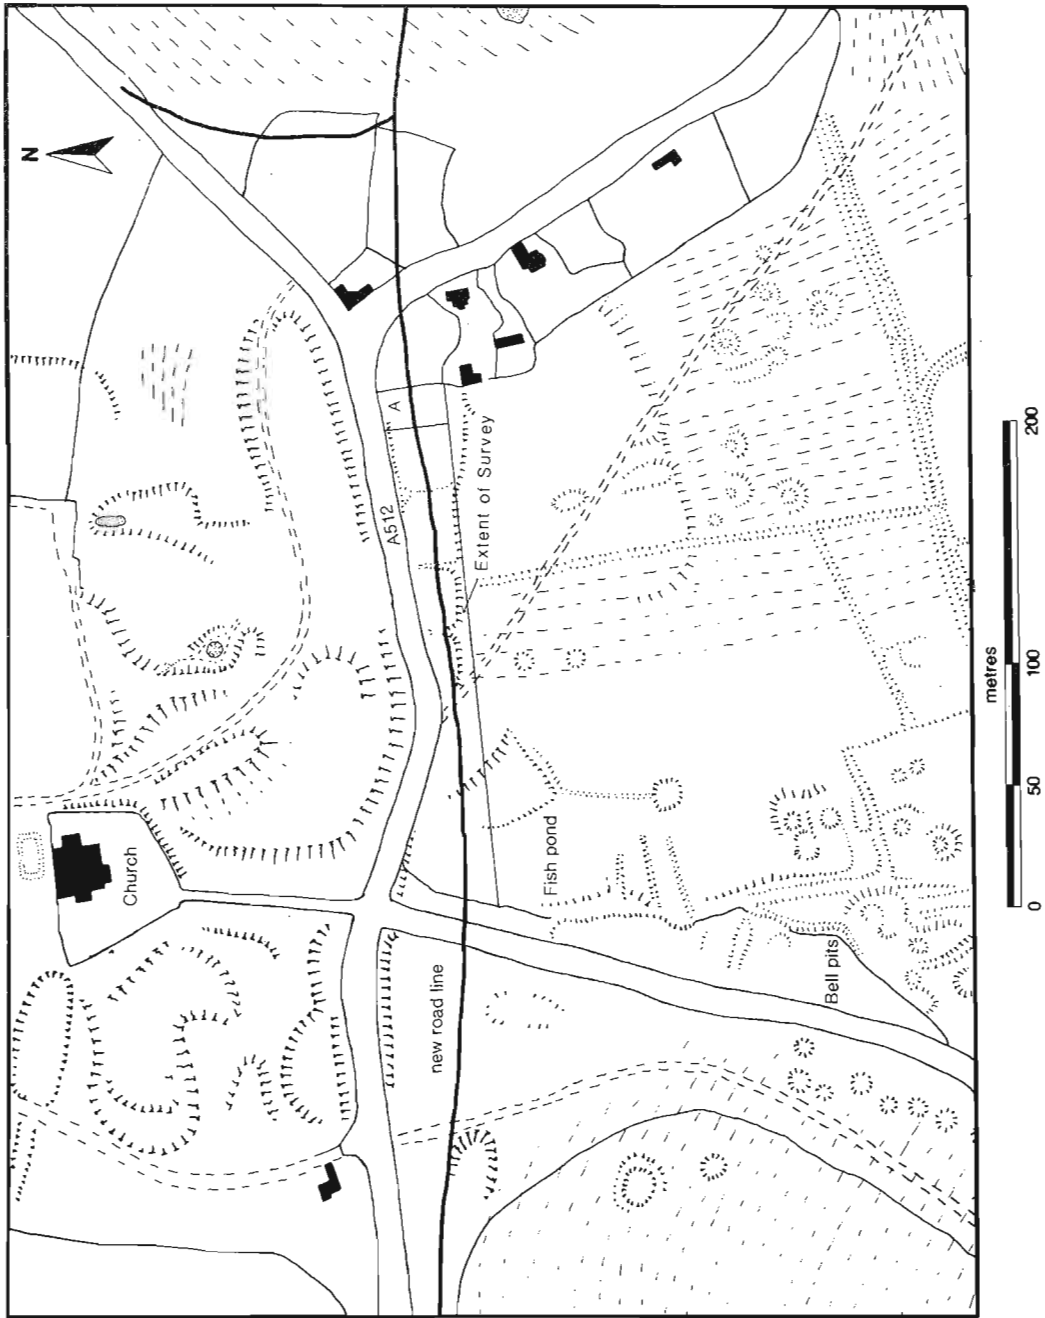 N
A
A512
Extent of Survey
Church
Fish pond
new road line
Bell pits
metres
0
50
100
200